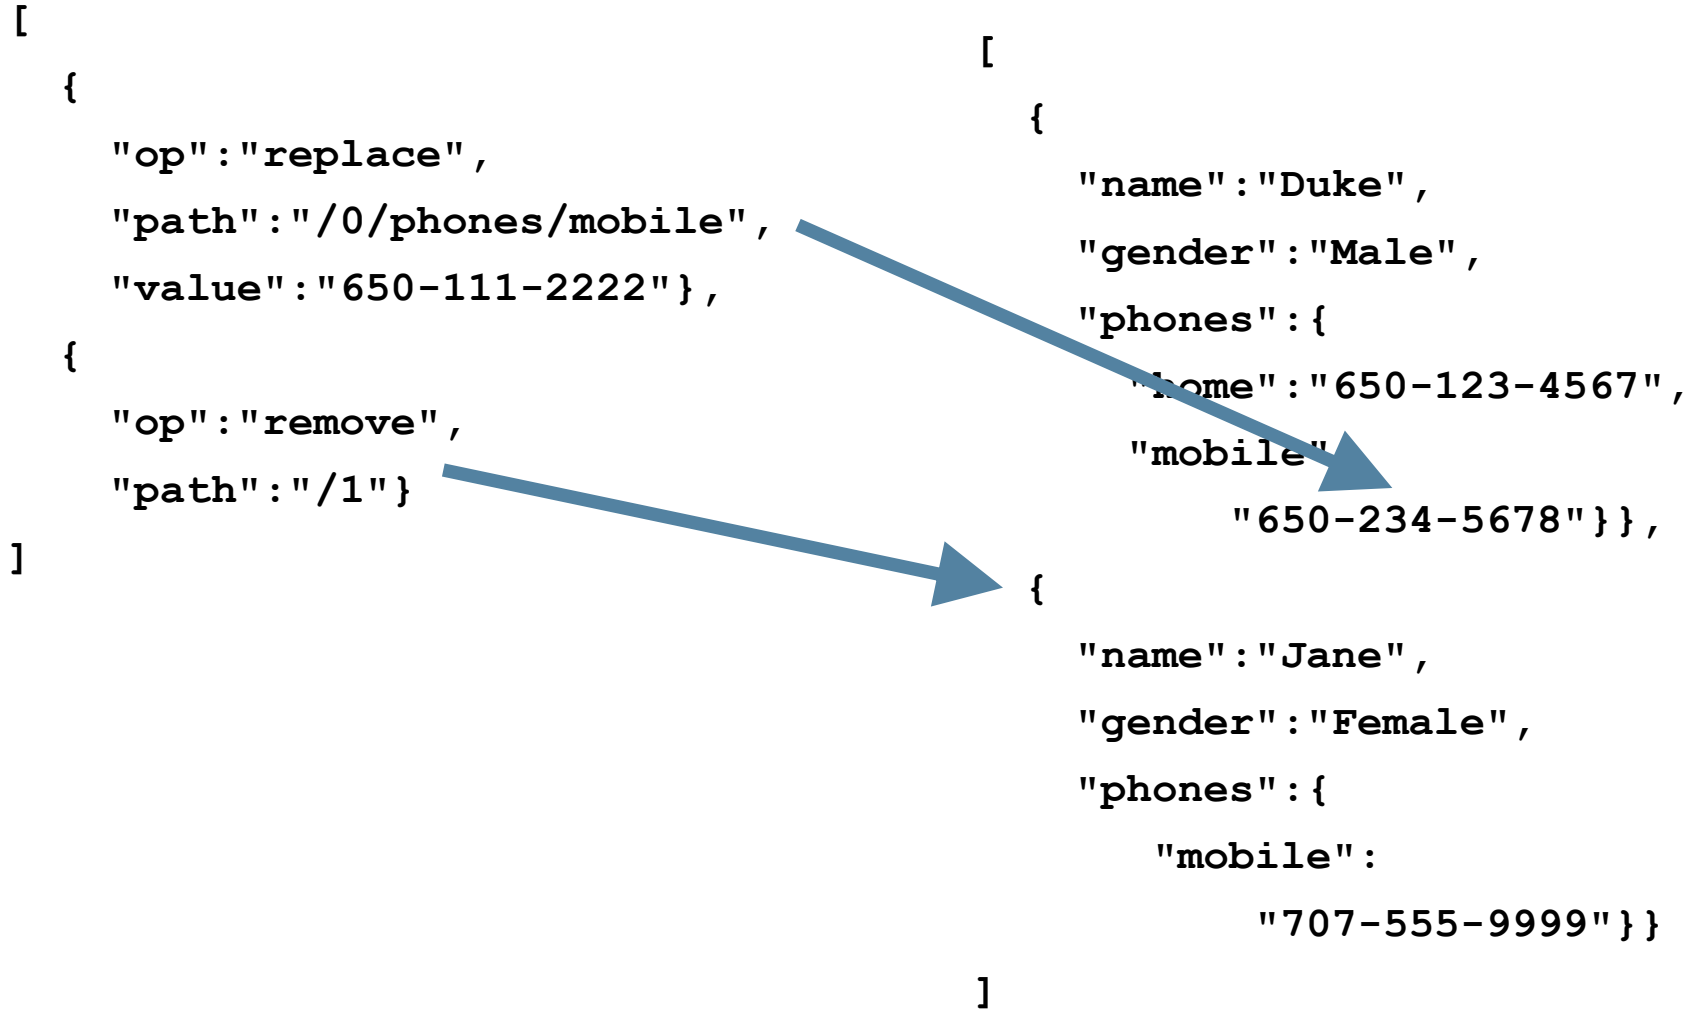 [
{
"op":"replace",
"path":"/0/phones/mobile",
"value":"650-111-2222"},
{
"op":"remove",
"path":"/1"}
]
[
{
"name":"Duke",
"gender":"Male",
"phones":{
"home":"650-123-4567",
"mobile"
"650-234-5678"}},
{
"name":"Jane",
"gender":"Female",
"phones":{
"mobile":
"707-555-9999"}}
]